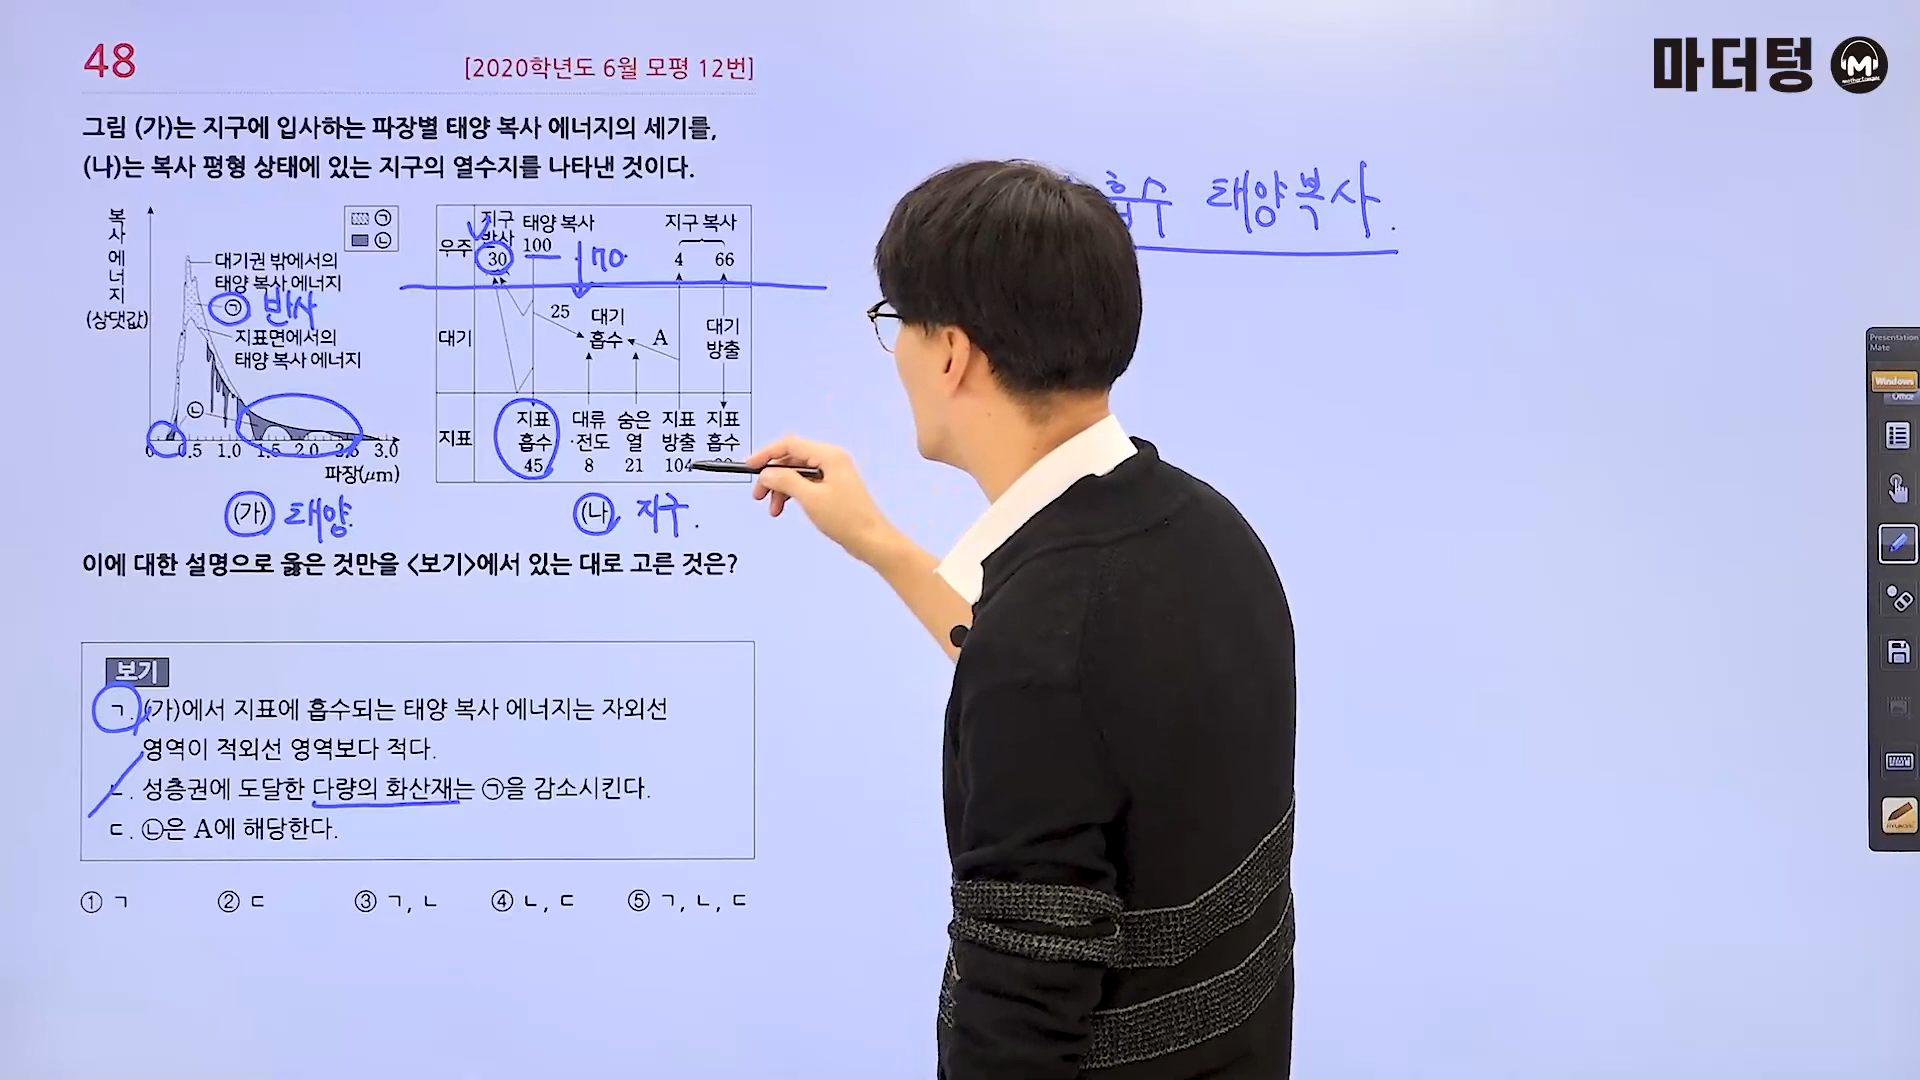 마더텅
48
[2020학년도 6월 모평 12번]
그림 (가)는 지구에 입사하는 파장별 태양 복사 에너지의 세기를,
(나)는 복사 평형 상태에 있는 지구의 열수지를 나타낸 것이다.
흡수 태양복사.
복사에너지
(상댓값)
㉠
㉡
대기권 밖에서의
태양 복사 에너지
㉠ 반사
지표면에서의
태양 복사 에너지
㉡
0 0.5 1.0 1.5 2.0 2.5 3.0
파장(μm)
(가) 태양.
지구 태양 복사 지구 복사
우주 반사 100
30 70 4 66
25 대기
대기 흡수 A 대기
방출
지표 지표 대류 숨은 지표 지표
흡수 ·전도 열 방출 흡수
45 8 21 104
(나) 지구.
이에 대한 설명으로 옳은 것만을 <보기>에서 있는 대로 고른 것은?
보기
ㄱ. (가)에서 지표에 흡수되는 태양 복사 에너지는 자외선
영역이 적외선 영역보다 적다.
ㄴ. 성층권에 도달한 다량의 화산재는 ㉠을 감소시킨다.
ㄷ. ㉡은 A에 해당한다.
① ㄱ ② ㄷ ③ ㄱ, ㄴ ④ ㄴ, ㄷ ⑤ ㄱ, ㄴ, ㄷ
Presentation
Mate
Windows
Office